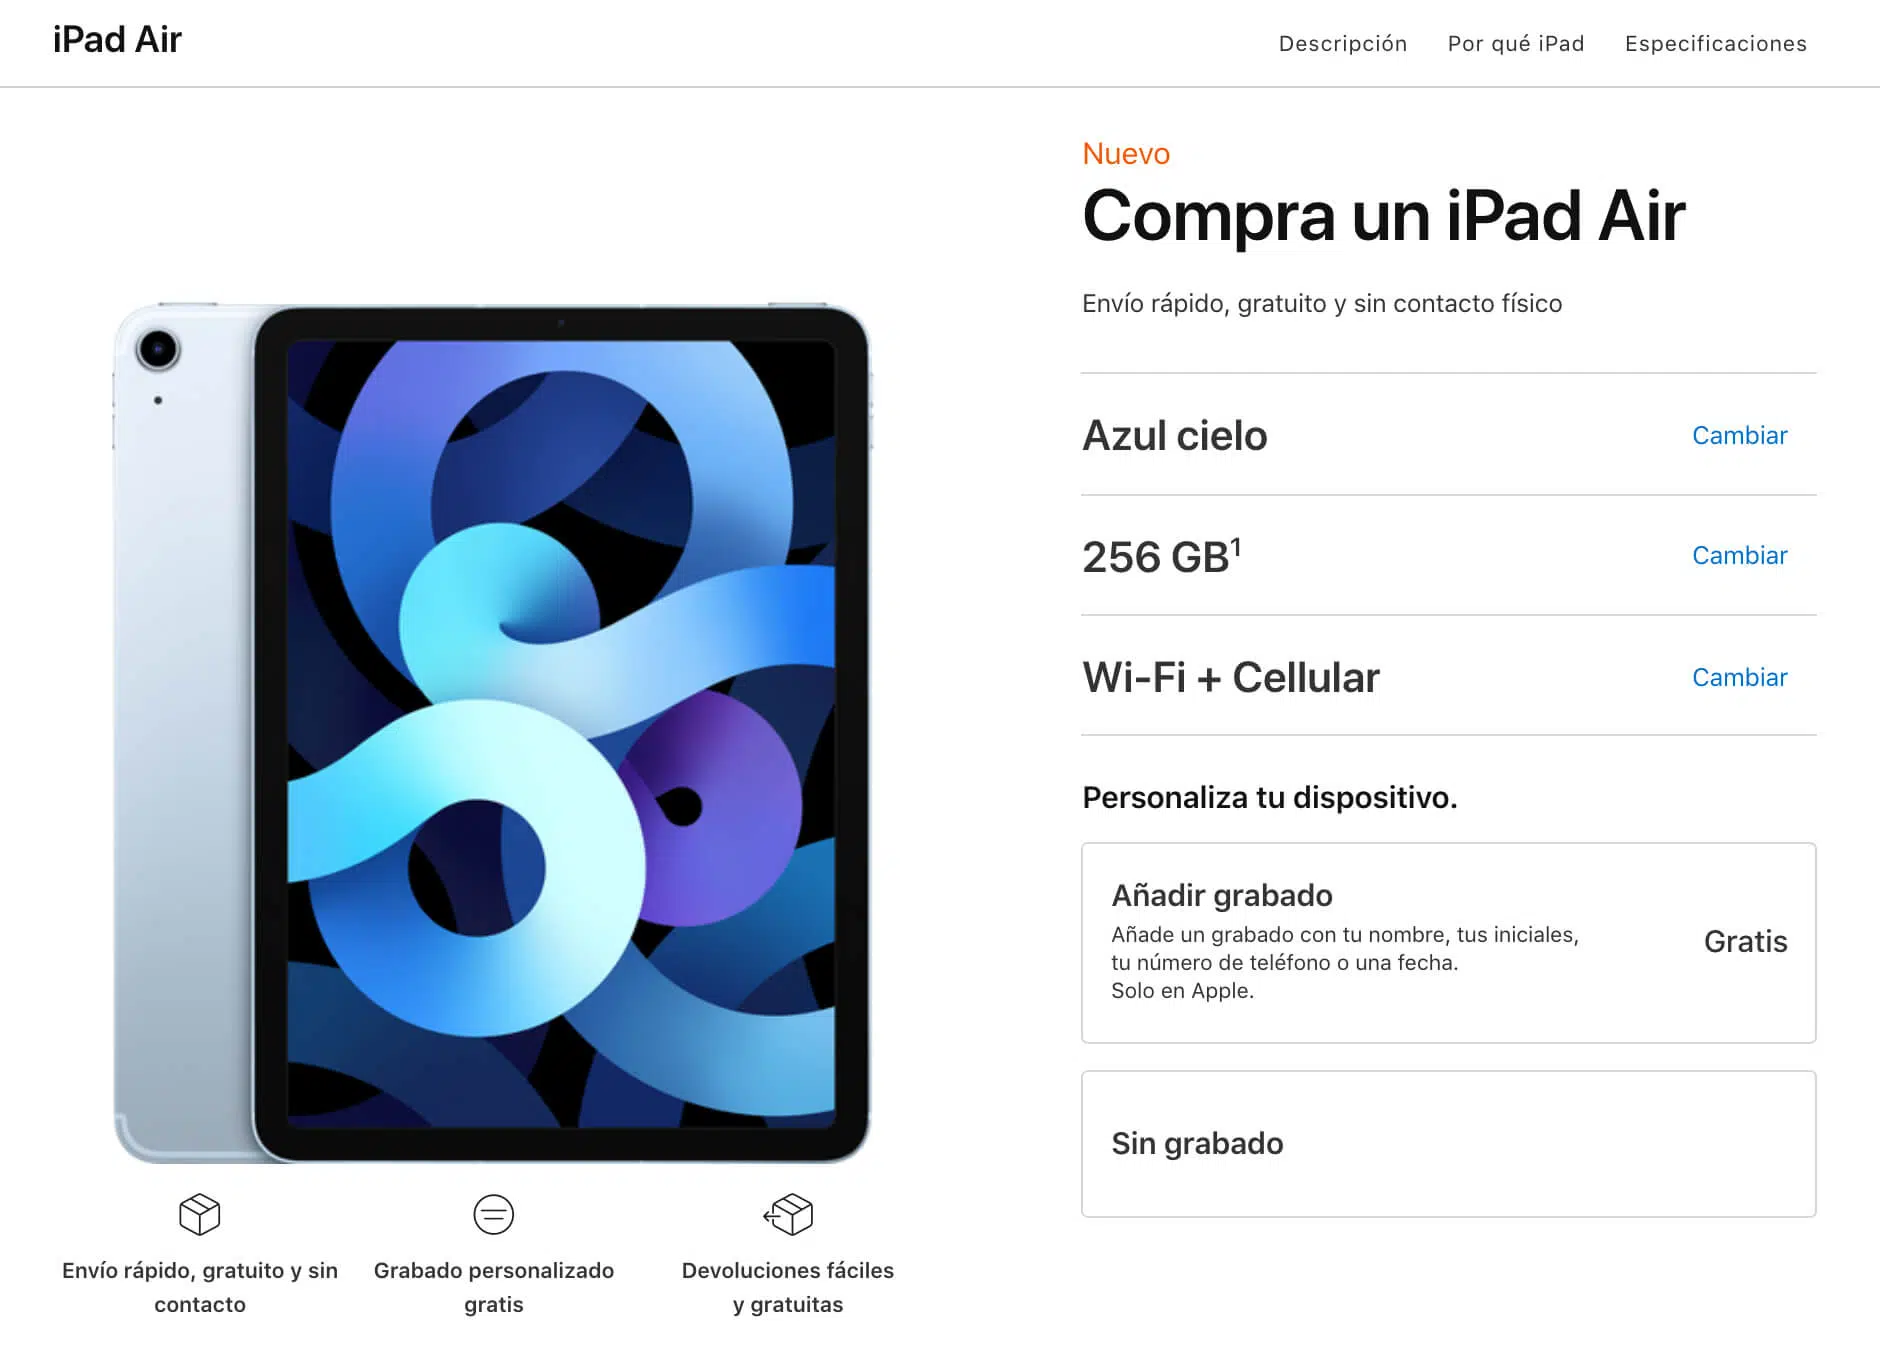 iPad Air
Descripción
Por qué iPad
Especificaciones
Nuevo
Compra un iPad Air
Envío rápido, gratuito y sin contacto físico
Azul cielo
Cambiar
256 GB¹
Cambiar
Wi-Fi + Cellular
Cambiar
Personaliza tu dispositivo.
Añadir grabado
Añade un grabado con tu nombre, tus iniciales,
tu número de teléfono o una fecha.
Solo en Apple.
Gratis
Sin grabado
Envío rápido, gratuito y sin
contacto
Grabado personalizado
gratis
Devoluciones fáciles
y gratuitas